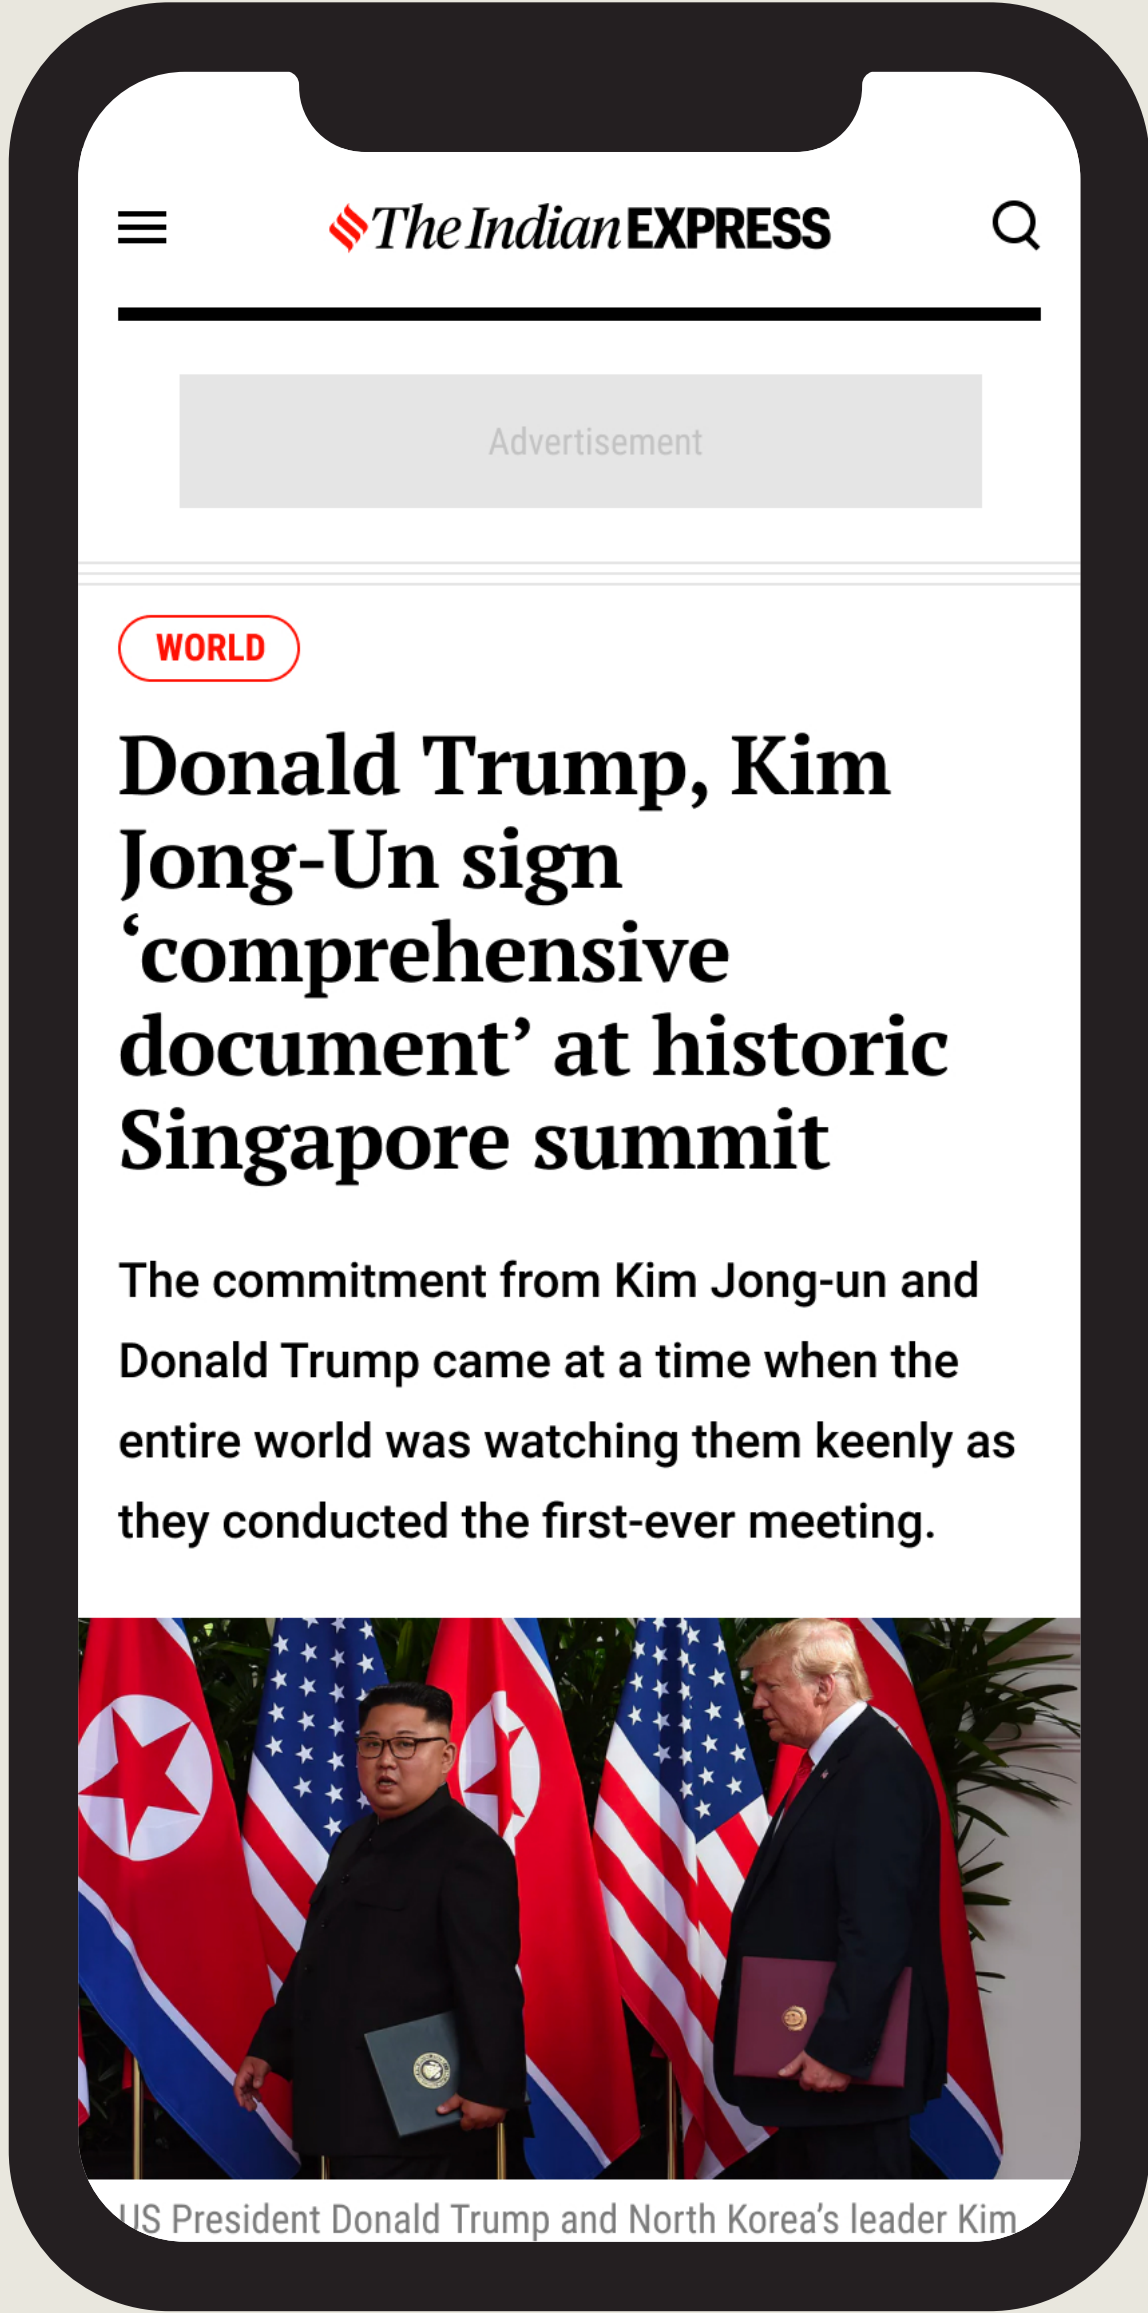 The Indian EXPRESS
Advertisement
WORLD
Donald Trump, Kim
Jong-Un sign
‘comprehensive
document’ at historic
Singapore summit
The commitment from Kim Jong-un and
Donald Trump came at a time when the
entire world was watching them keenly as
they conducted the first-ever meeting.
US President Donald Trump and North Korea’s leader Kim